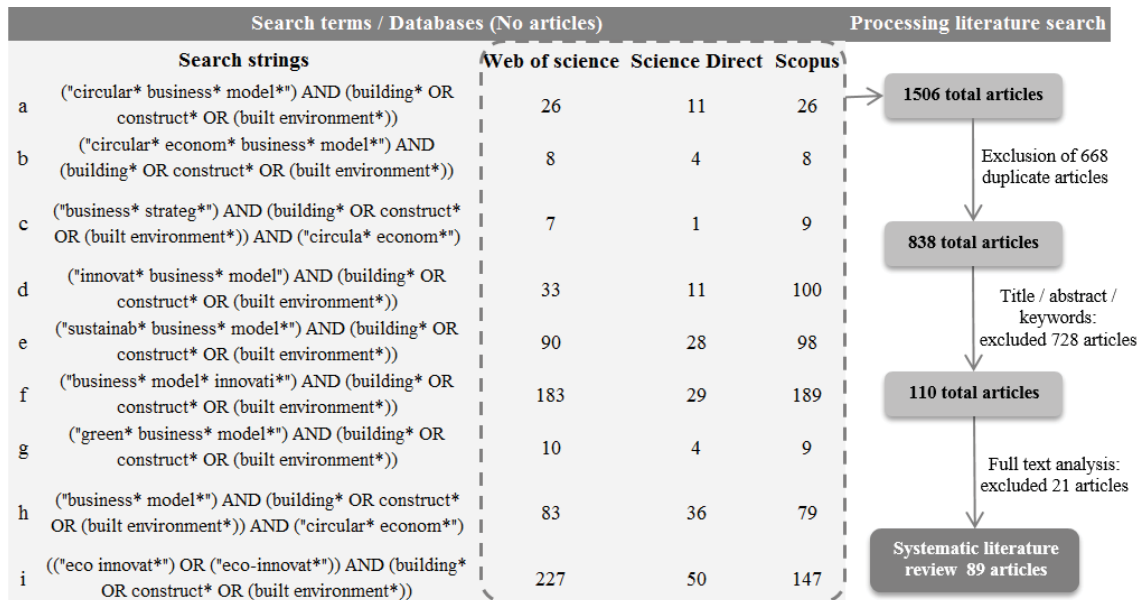 Search terms / Databases (No articles)
Processing literature search
Search strings
Web of science Science Direct Scopus
a
("circular* business* model*") AND (building* OR
construct* OR (built environment*))
26 11 26
b
("circular* econom* business* model*") AND
(building* OR construct* OR (built environment*))
8 4 8
c
("business* strateg*") AND (building* OR construct*
OR (built environment*)) AND ("circula* econom*")
7 1 9
d
("innovat* business* model") AND (building* OR
construct* OR (built environment*))
33 11 100
e
("sustainab* business* model*") AND (building* OR
construct* OR (built environment*))
90 28 98
f
("business* model* innovati*") AND (building* OR
construct* OR (built environment*))
183 29 189
g
("green* business* model*") AND (building* OR
construct* OR (built environment*))
10 4 9
h
("business* model*") AND (building* OR construct*
OR (built environment*)) AND ("circular* econom*")
83 36 79
i
(("eco innovat*") OR ("eco-innovat*")) AND (building*
OR construct* OR (built environment*))
227 50 147
1506 total articles
Exclusion of 668
duplicate articles
838 total articles
Title / abstract /
keywords:
excluded 728 articles
110 total articles
Full text analysis:
excluded 21 articles
Systematic literature
review 89 articles